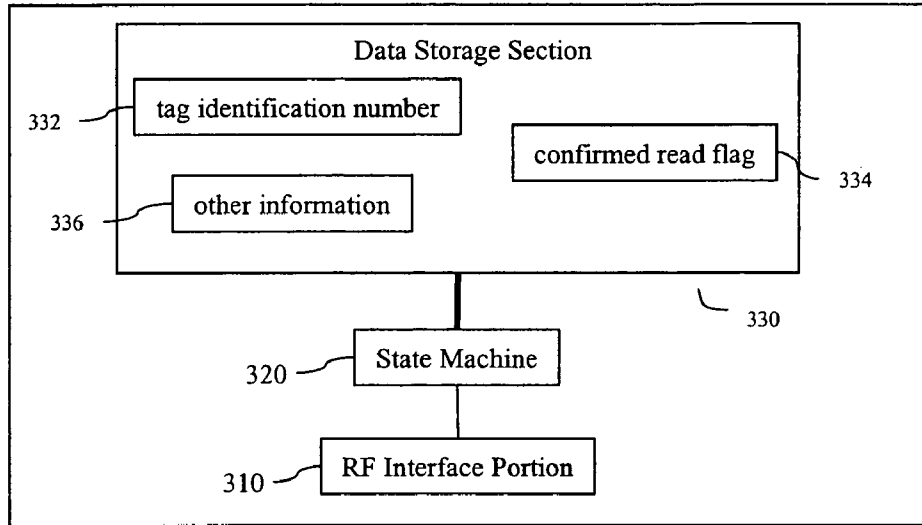 Data Storage Section
332
tag identification number
confirmed read flag
334
336
other information
330
320
State Machine
310
RF Interface Portion